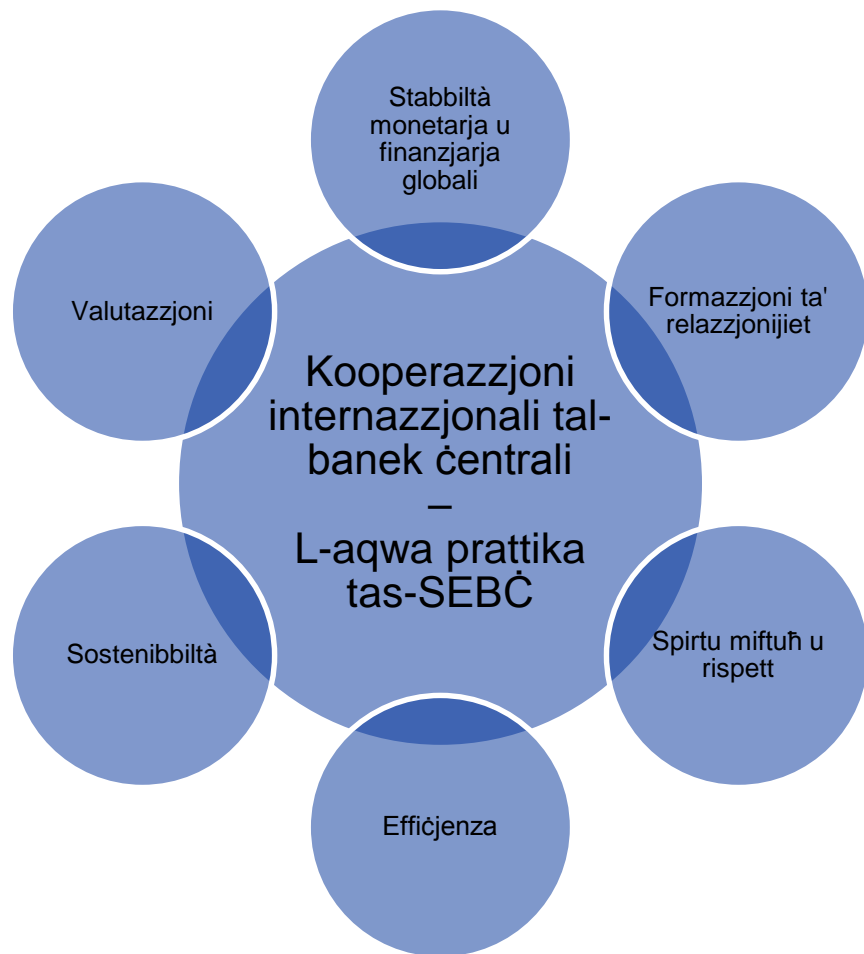 Stabbiltà
monetarja u
finanzjarja
globali
Formazzjoni ta'
relazzjonijiet
Spirtu miftuħ u
rispett
Effiċjenza
Sostenibbiltà
Valutazzjoni
Kooperazzjoni
internazzjonali tal-
banek ċentrali
–
L-aqwa prattika
tas-SEBĊ